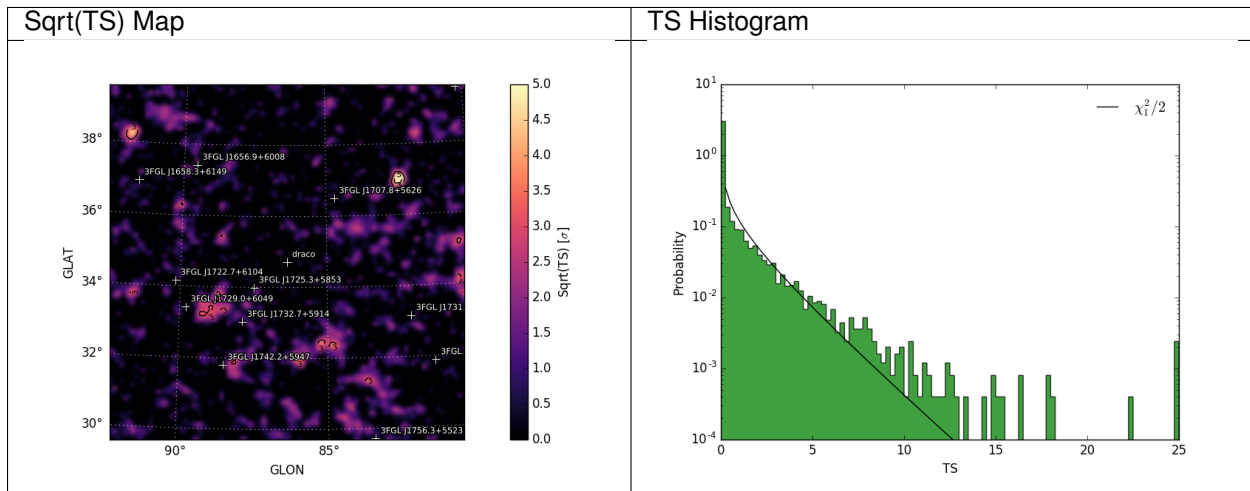 Sqrt(TS) Map
TS Histogram
38°
36°
34°
32°
30°
90°
85°
GLAT
GLON
3FGL J1656.9+6008
3FGL J1658.3+6149
3FGL J1707.8+5626
draco
3FGL J1722.7+6104
3FGL J1725.3+5853
3FGL J1729.0+6049
3FGL J1731.
3FGL J1732.7+5914
3FGL.
3FGL J1742.2+5947
3FGL J1756.3+5523
5.0
4.5
4.0
3.5
3.0
2.5
2.0
1.5
1.0
0.5
0.0
Sqrt(TS) [σ]
10¹
10⁰
10⁻¹
10⁻²
10⁻³
10⁻⁴
Probability
χ₁²/2
0 5 10 15 20 25
TS